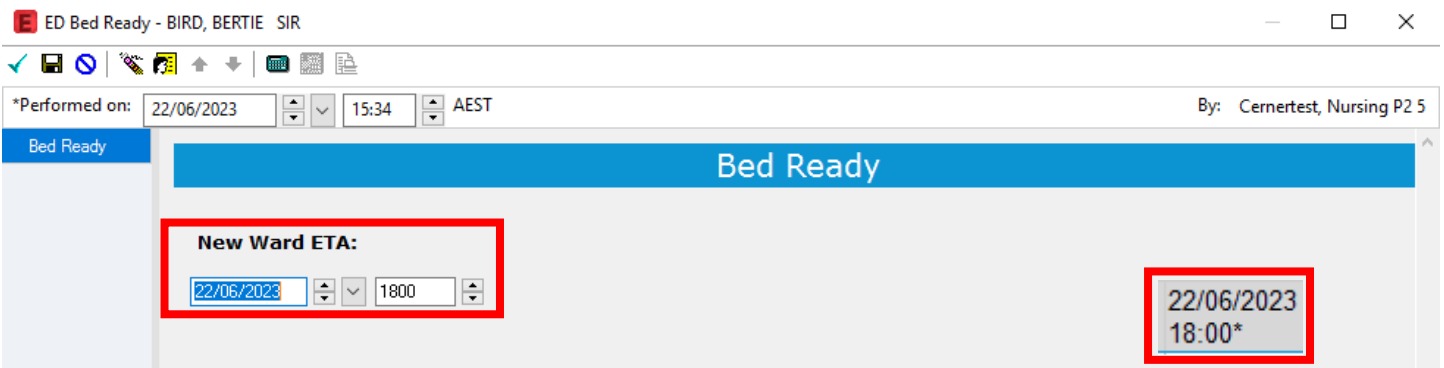 E ED Bed Ready - BIRD, BERTIE SIR
*Performed on: 22/06/2023 15:34 AEST By: Cernertest, Nursing P2 5
Bed Ready
Bed Ready
New Ward ETA:
22/06/2023 1800
22/06/2023
18:00*